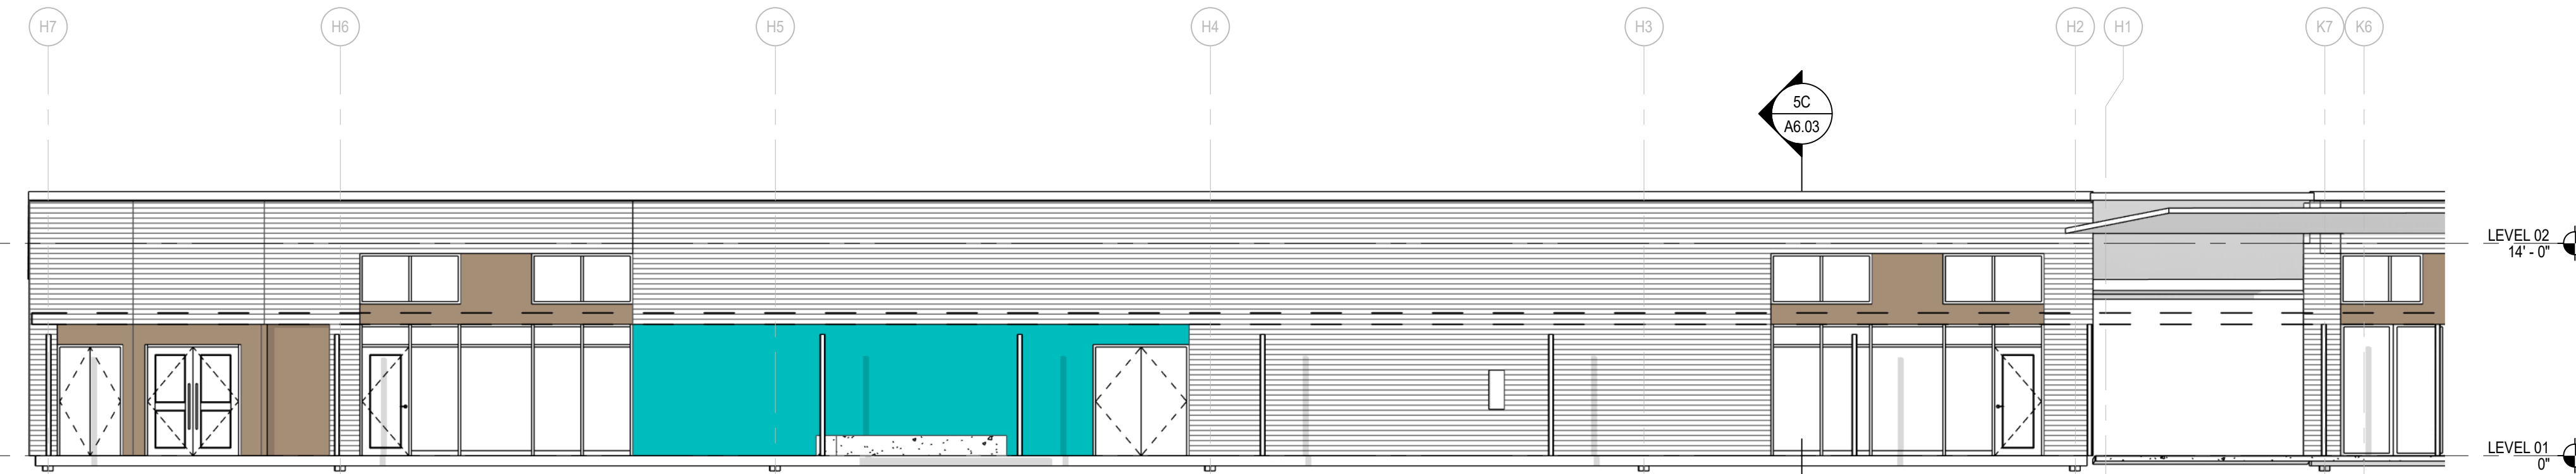 H7 H6 H5 H4 H3 H2 H1 K7 K6
5C
A6.03
LEVEL 02
14' - 0"
LEVEL 01
0"